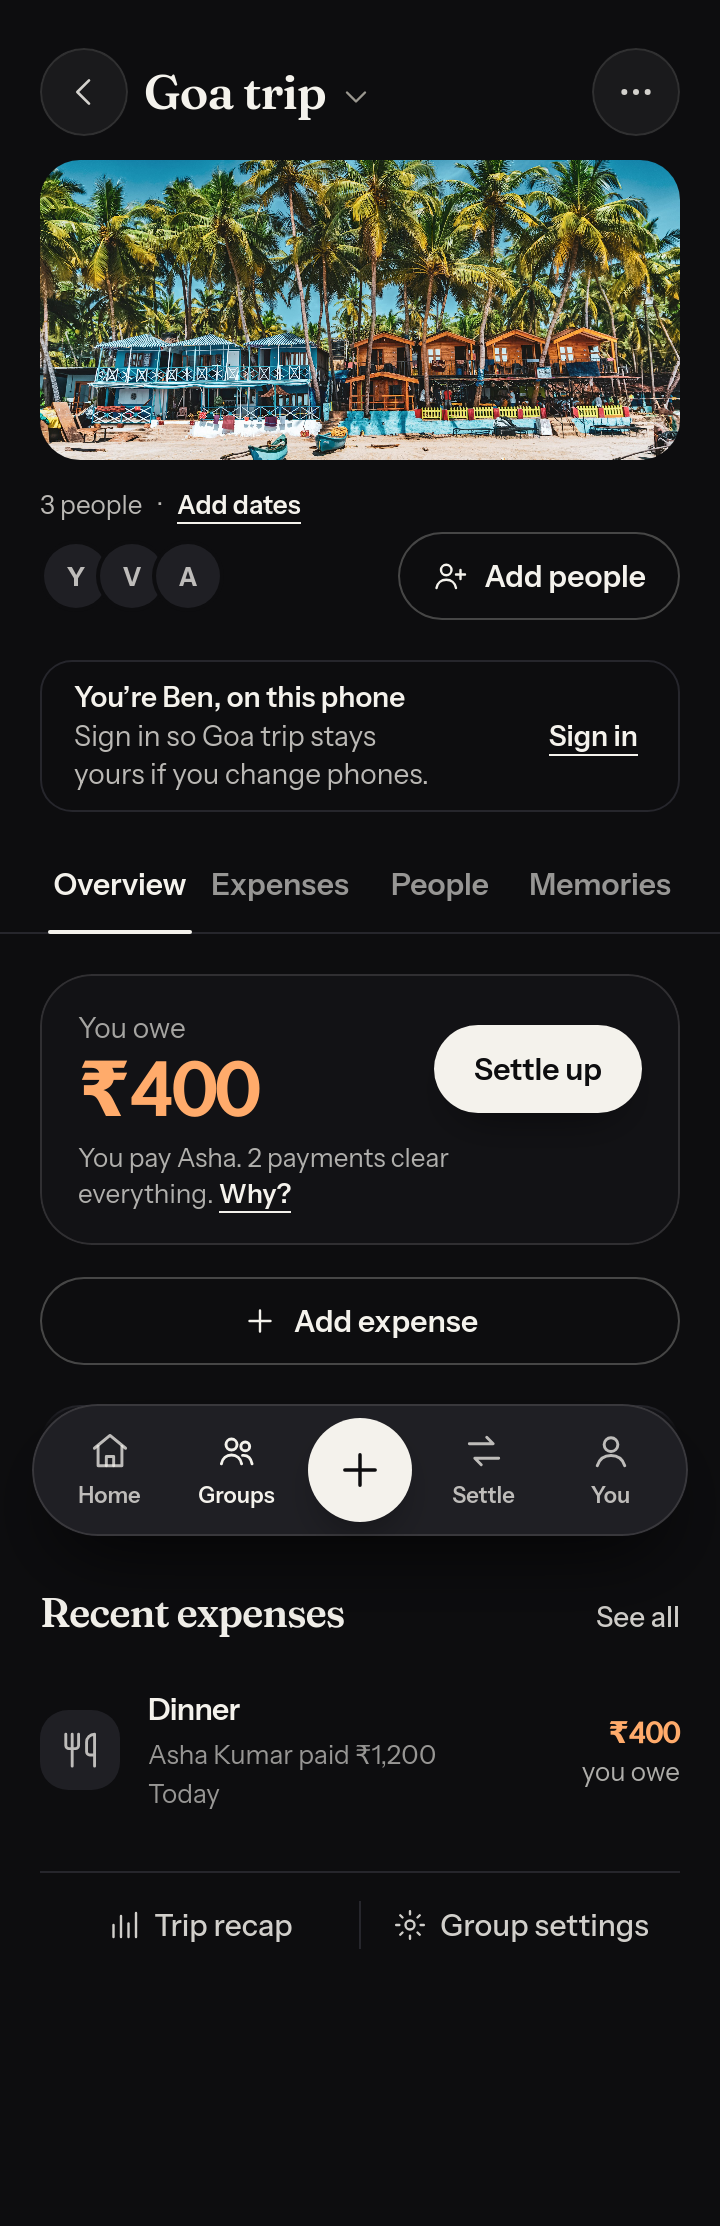 Goa trip
3 people · Add dates
Y V A
Add people
You're Ben, on this phone
Sign in so Goa trip stays
yours if you change phones.
Sign in
Overview Expenses People Memories
You owe
₹400
Settle up
You pay Asha. 2 payments clear
everything. Why?
Add expense
Home Groups Settle You
Recent expenses
See all
Dinner
Asha Kumar paid ₹1,200
Today
₹400
you owe
Trip recap
Group settings